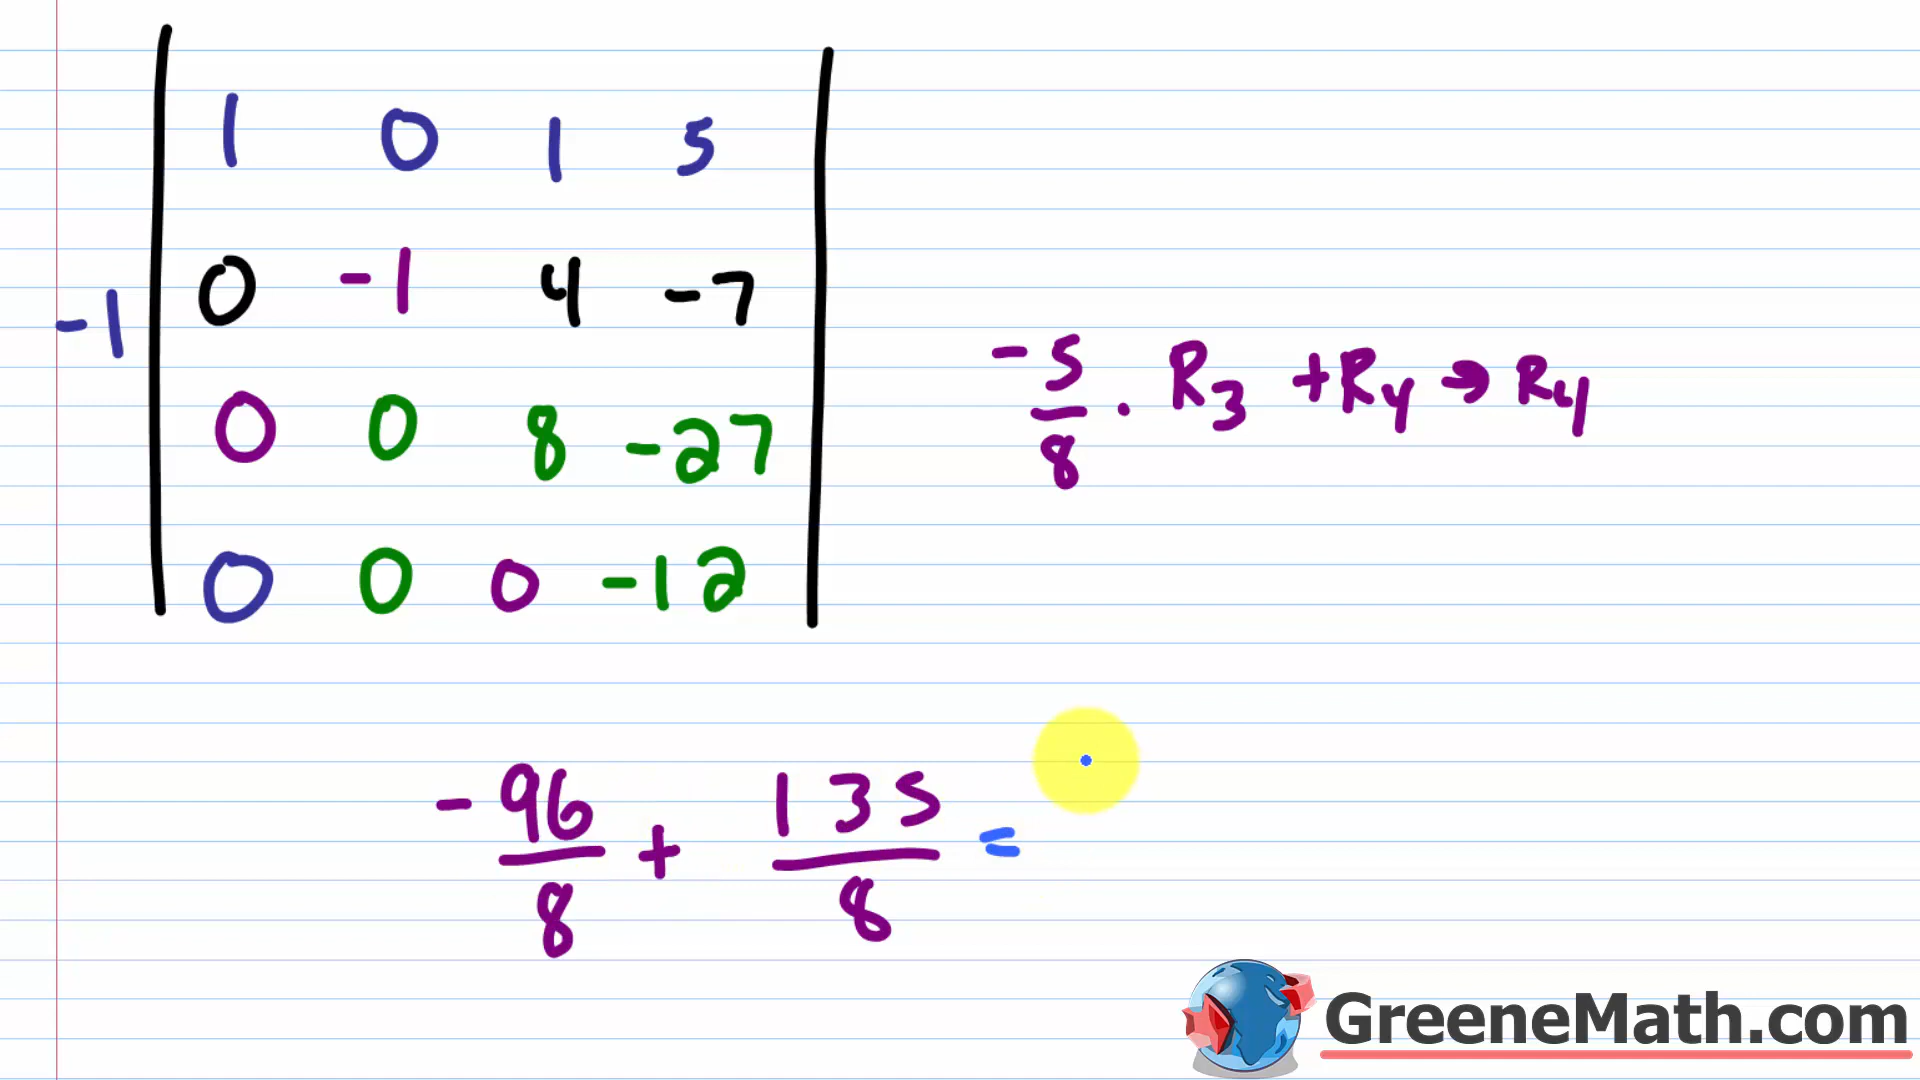 1 0 1 5
-1 0 -1 4 -7
0 0 8 -27
0 0 0 -12
-5/8 · R3 + R4 → R4
-96/8 + 135/8 =
GreeneMath.com